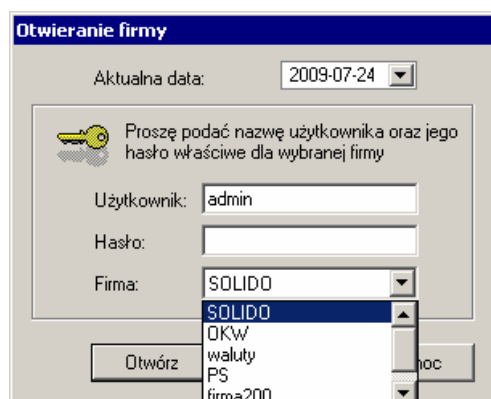 Otwieranie firmy
Aktualna data: 2009-07-24
Proszę podać nazwę użytkownika oraz jego
hasło właściwe dla wybranej firmy
Użytkownik: admin
Hasło:
Firma: SOLIDO
SOLIDO
OKW
waluty
Otwórz
PS
firma200